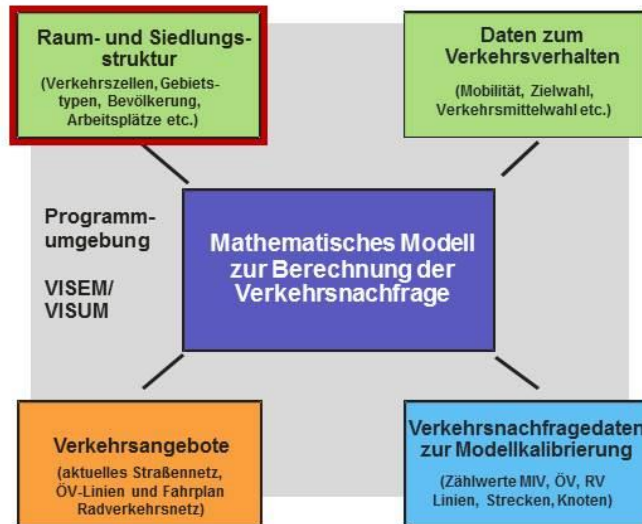 Raum- und Siedlungs-
struktur
(Verkehrszellen, Gebiets-
typen, Bevölkerung,
Arbeitsplätze etc.)
Daten zum
Verkehrsverhalten
(Mobilität, Zielwahl,
Verkehrsmittelwahl etc.)
Programm-
umgebung
VISEM/
VISUM
Mathematisches Modell
zur Berechnung der
Verkehrsnachfrage
Verkehrsangebote
(aktuelles Straßennetz,
ÖV-Linien und Fahrplan
Radverkehrsnetz)
Verkehrsnachfragedaten
zur Modellkalibrierung
(Zählwerte MIV, ÖV, RV
Linien, Strecken, Knoten)